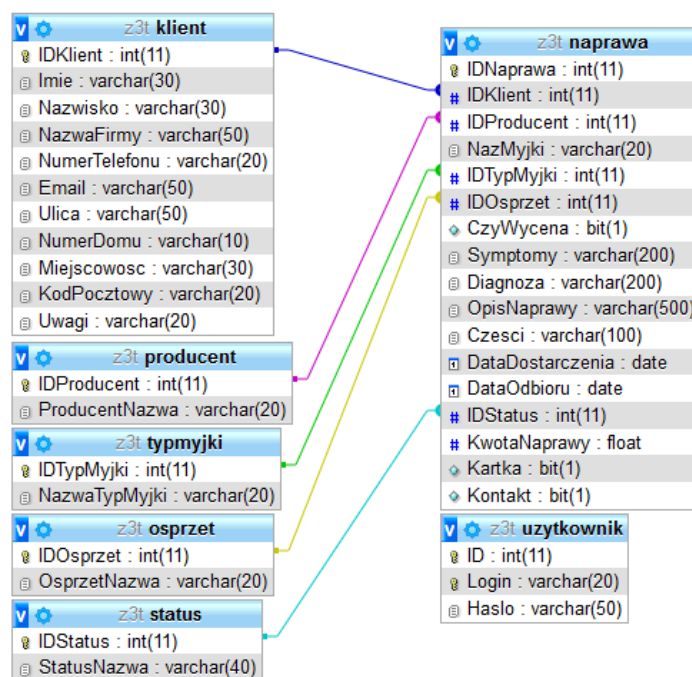 z3t klient
IDKlient : int(11)
Imie : varchar(30)
Nazwisko : varchar(30)
NazwaFirmy : varchar(50)
NumerTelefonu : varchar(20)
Email : varchar(50)
Ulica : varchar(50)
NumerDomu : varchar(10)
Miejscowosc : varchar(30)
KodPocztowy : varchar(20)
Uwagi : varchar(20)
z3t producent
IDProducent : int(11)
ProducentNazwa : varchar(20)
z3t typmyjki
IDTypMyjki : int(11)
NazwaTypMyjki : varchar(20)
z3t osprzet
IDOsprzet : int(11)
OsprzetNazwa : varchar(20)
z3t status
IDStatus : int(11)
StatusNazwa : varchar(40)
z3t naprawa
IDNaprawa : int(11)
IDKlient : int(11)
IDProducent : int(11)
NazMyjki : varchar(20)
IDTypMyjki : int(11)
IDOsprzet : int(11)
CzyWycena : bit(1)
Symptomy : varchar(200)
Diagnoza : varchar(200)
OpisNaprawy : varchar(500)
Czesci : varchar(100)
DataDostarczenia : date
DataOdbioru : date
IDStatus : int(11)
KwotaNaprawy : float
Kartka : bit(1)
Kontakt : bit(1)
z3t uzytkownik
ID : int(11)
Login : varchar(20)
Haslo : varchar(50)